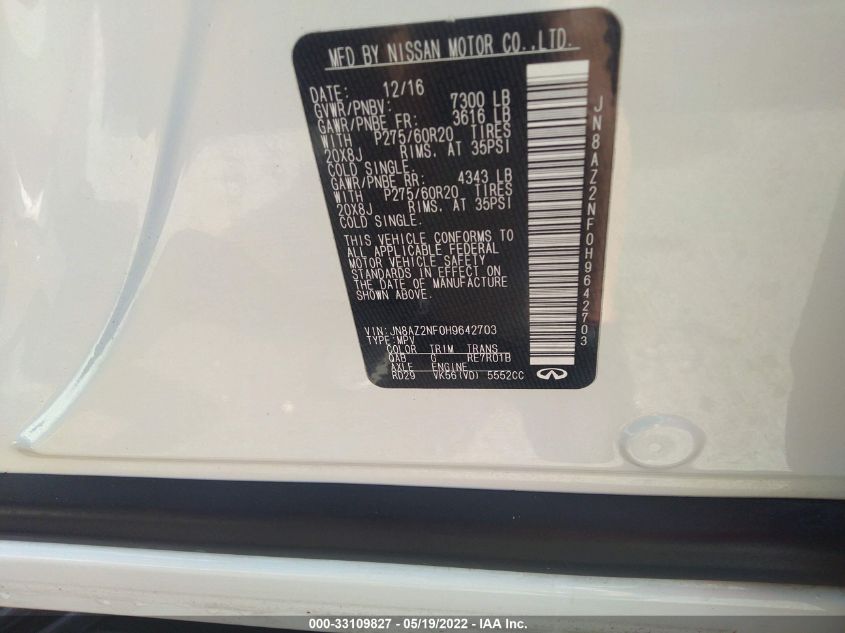 MFD BY NISSAN MOTOR CO.,LTD.
DATE: 12/16
GVWR/PNBV: 7300 LB
GAWR/PNBE FR: 3616 LB
WITH P275/60R20 TIRES
20X8J RIMS, AT 35PSI
COLD SINGLE.
GAWR/PNBE RR: 4343 LB
WITH P275/60R20 TIRES
20X8J RIMS, AT 35PSI
COLD SINGLE.
THIS VEHICLE CONFORMS TO
ALL APPLICABLE FEDERAL
MOTOR VEHICLE SAFETY
STANDARDS IN EFFECT ON
THE DATE OF MANUFACTURE
SHOWN ABOVE.
VIN:JN8AZ2NF0H9642703
TYPE:MPV
COLOR TRIM TRANS
QAB G RE7R01B
AXLE ENGINE
RD29 VK56(VD) 5552CC
JN8AZ2NF0H9642703
000-33109827 - 05/19/2022 - IAA Inc.